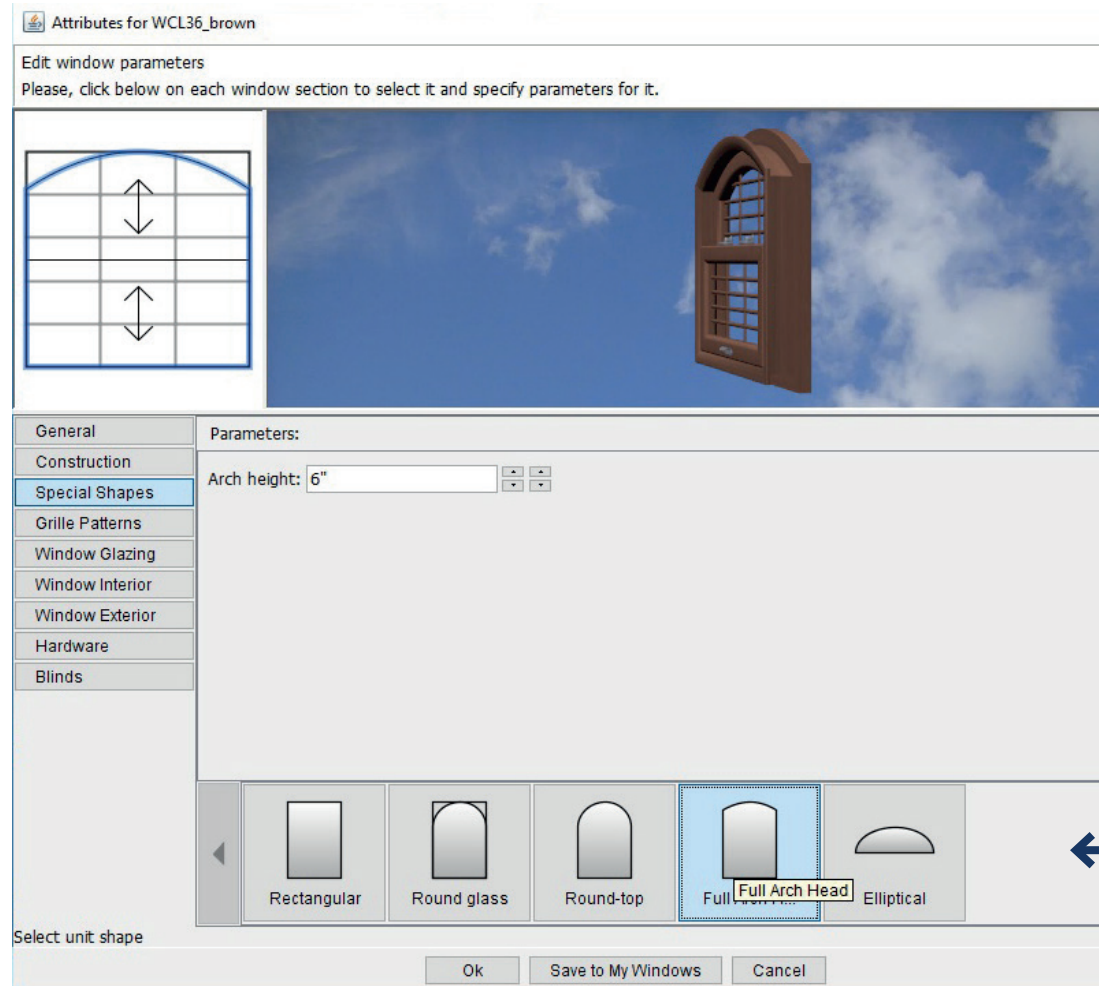 Attributes for WCL36_brown
Edit window parameters
Please, click below on each window section to select it and specify parameters for it.
General
Construction
Special Shapes
Grille Patterns
Window Glazing
Window Interior
Window Exterior
Hardware
Blinds
Parameters:
Arch height: 6"
Rectangular
Round glass
Round-top
Full
Full Arch Head
Elliptical
Select unit shape
Ok
Save to My Windows
Cancel